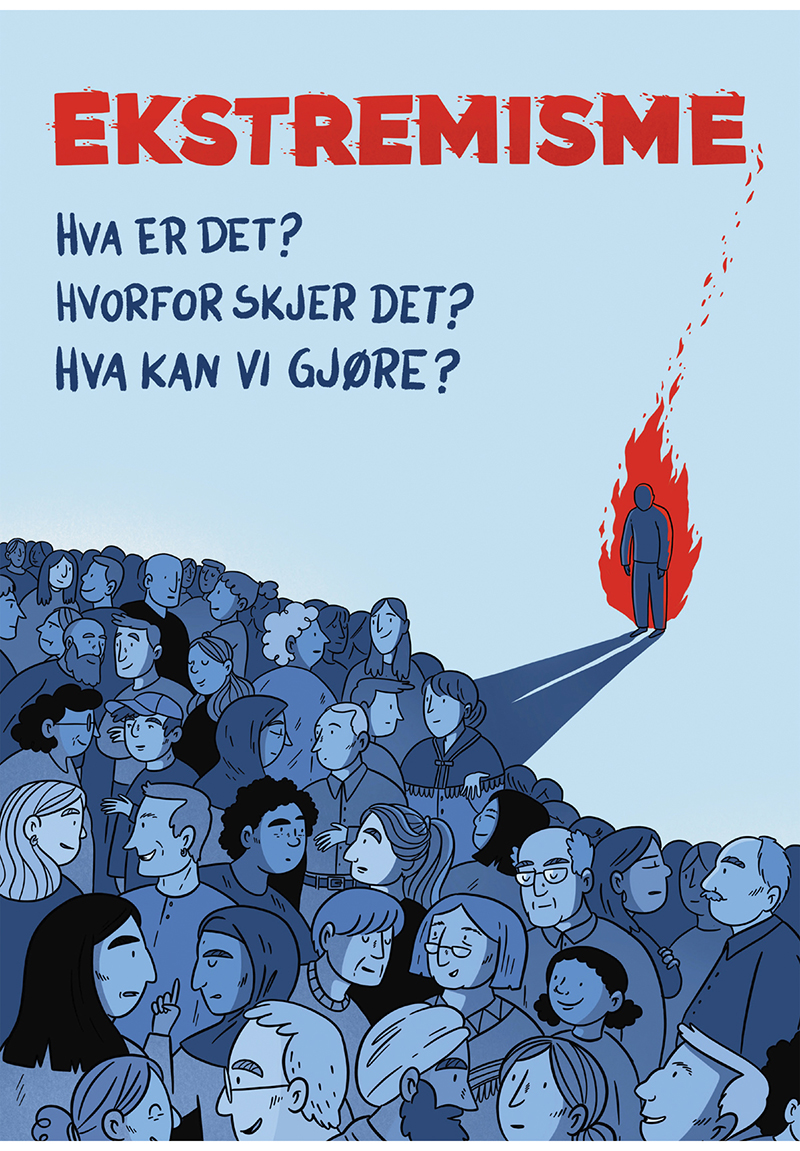 EKSTREMISME
HVA ER DET?
HVORFOR SKJER DET?
HVA KAN VI GJØRE?